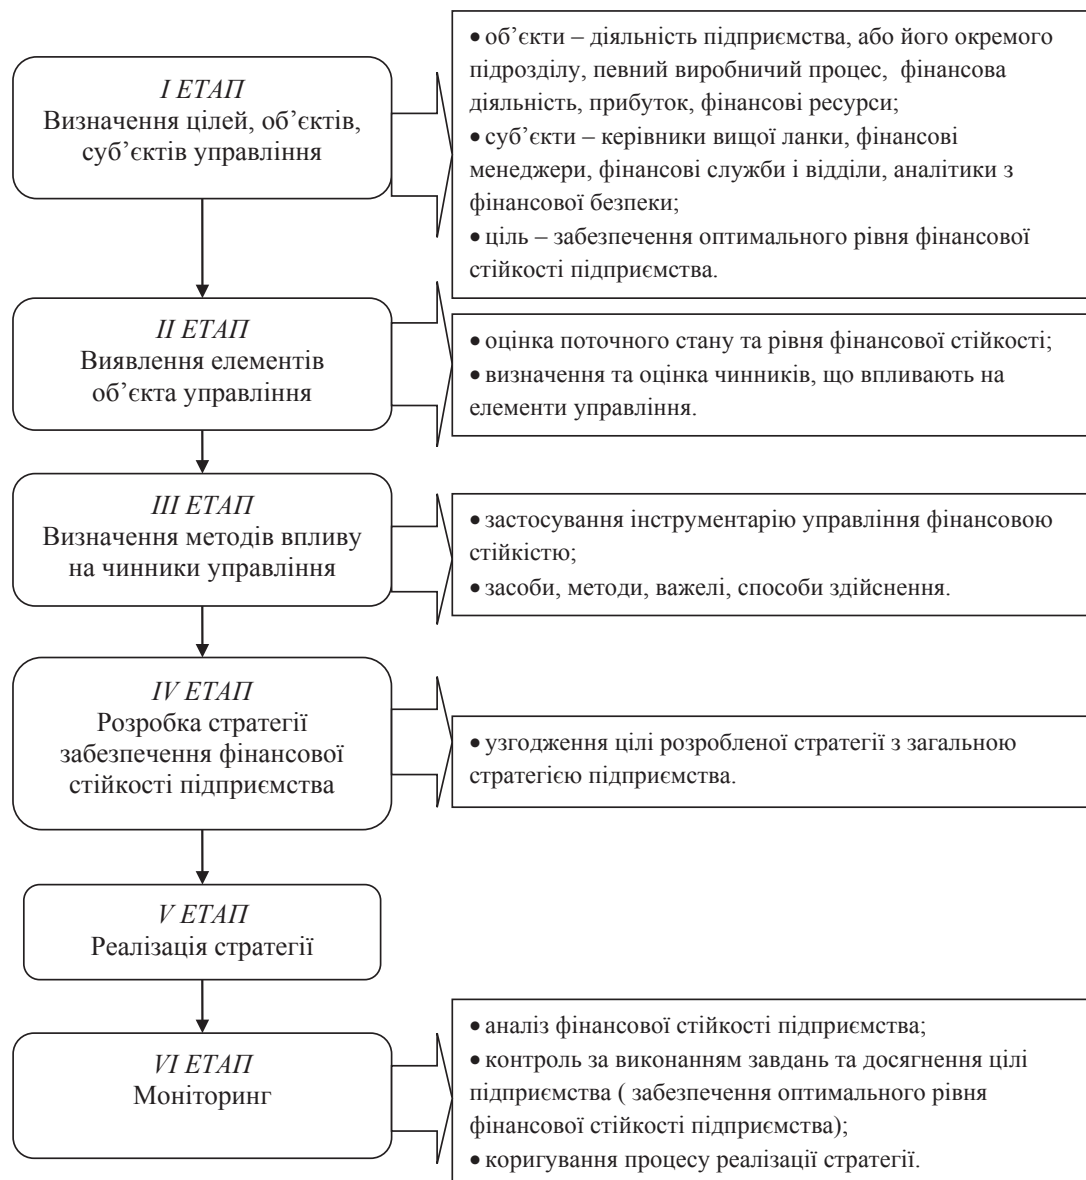 I ЕТАП
Визначення цілей, об’єктів,
суб’єктів управління
• об’єкти – діяльність підприємства, або його окремого
підрозділу, певний виробничий процес, фінансова
діяльність, прибуток, фінансові ресурси;
• суб’єкти – керівники вищої ланки, фінансові
менеджери, фінансові служби і відділи, аналітики з
фінансової безпеки;
• ціль – забезпечення оптимального рівня фінансової
стійкості підприємства.
II ЕТАП
Виявлення елементів
об’єкта управління
• оцінка поточного стану та рівня фінансової стійкості;
• визначення та оцінка чинників, що впливають на
елементи управління.
III ЕТАП
Визначення методів впливу
на чинники управління
• застосування інструментарію управління фінансовою
стійкістю;
• засоби, методи, важелі, способи здійснення.
IV ЕТАП
Розробка стратегії
забезпечення фінансової
стійкості підприємства
• узгодження цілі розробленої стратегії з загальною
стратегією підприємства.
V ЕТАП
Реалізація стратегії
VI ЕТАП
Моніторинг
• аналіз фінансової стійкості підприємства;
• контроль за виконанням завдань та досягнення цілі
підприємства ( забезпечення оптимального рівня
фінансової стійкості підприємства);
• коригування процесу реалізації стратегії.